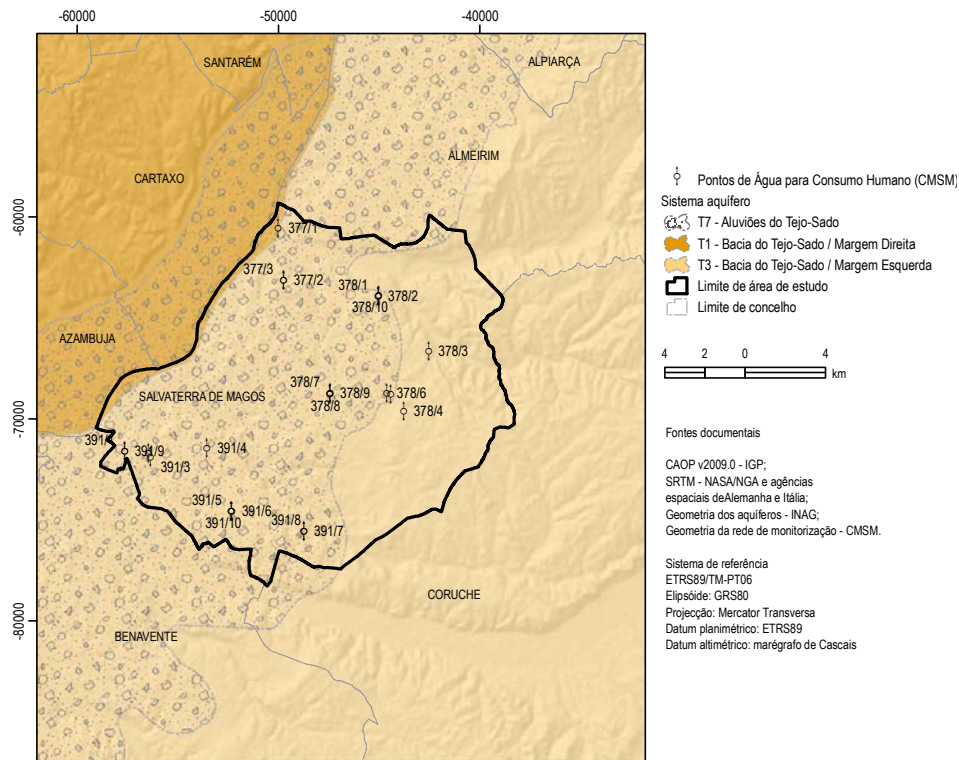 -60000
-50000
-40000
SANTARÉM
ALPIARÇA
ALMEIRIM
CARTAXO
-60000
377/1
377/3
377/2
378/1
378/2
378/10
AZAMBUJA
378/3
378/7
378/9
378/6
SALVATERRA DE MAGOS
378/8
378/4
-70000
391/
391/9
391/4
391/3
391/5
391/6
391/8
391/10
391/7
CORUCHE
-80000
BENAVENTE
Pontos de Água para Consumo Humano (CMSM)
Sistema aquífero
T7 - Aluviões do Tejo-Sado
T1 - Bacia do Tejo-Sado / Margem Direita
T3 - Bacia do Tejo-Sado / Margem Esquerda
Limite de área de estudo
Limite de concelho
4 2 0 4
km
Fontes documentais
CAOP v2009.0 - IGP;
SRTM - NASA/NGA e agências
espaciais deAlemanha e Itália;
Geometria dos aquíferos - INAG;
Geometria da rede de monitorização - CMSM.
Sistema de referência
ETRS89/TM-PT06
Elipsóide: GRS80
Projecção: Mercator Transversa
Datum planimétrico: ETRS89
Datum altimétrico: marégrafo de Cascais